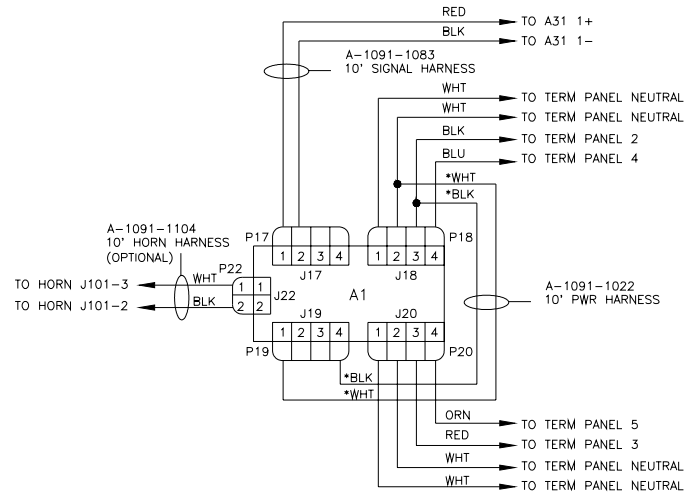 RED
TO A31 1+
BLK
TO A31 1-
A-1091-1083
10' SIGNAL HARNESS
WHT
TO TERM PANEL NEUTRAL
WHT
TO TERM PANEL NEUTRAL
BLK
TO TERM PANEL 2
BLU
TO TERM PANEL 4
*WHT
*BLK
A-1091-1104
10' HORN HARNESS
(OPTIONAL)
P17
1 2 3 4
J17
P18
1 2 3 4
J18
P22
TO HORN J101-3
WHT
1 1
J22
TO HORN J101-2
BLK
2 2
A1
A-1091-1022
10' PWR HARNESS
J19
1 2 3 4
P19
J20
1 2 3 4
P20
*BLK
*WHT
ORN
TO TERM PANEL 5
RED
TO TERM PANEL 3
WHT
TO TERM PANEL NEUTRAL
WHT
TO TERM PANEL NEUTRAL